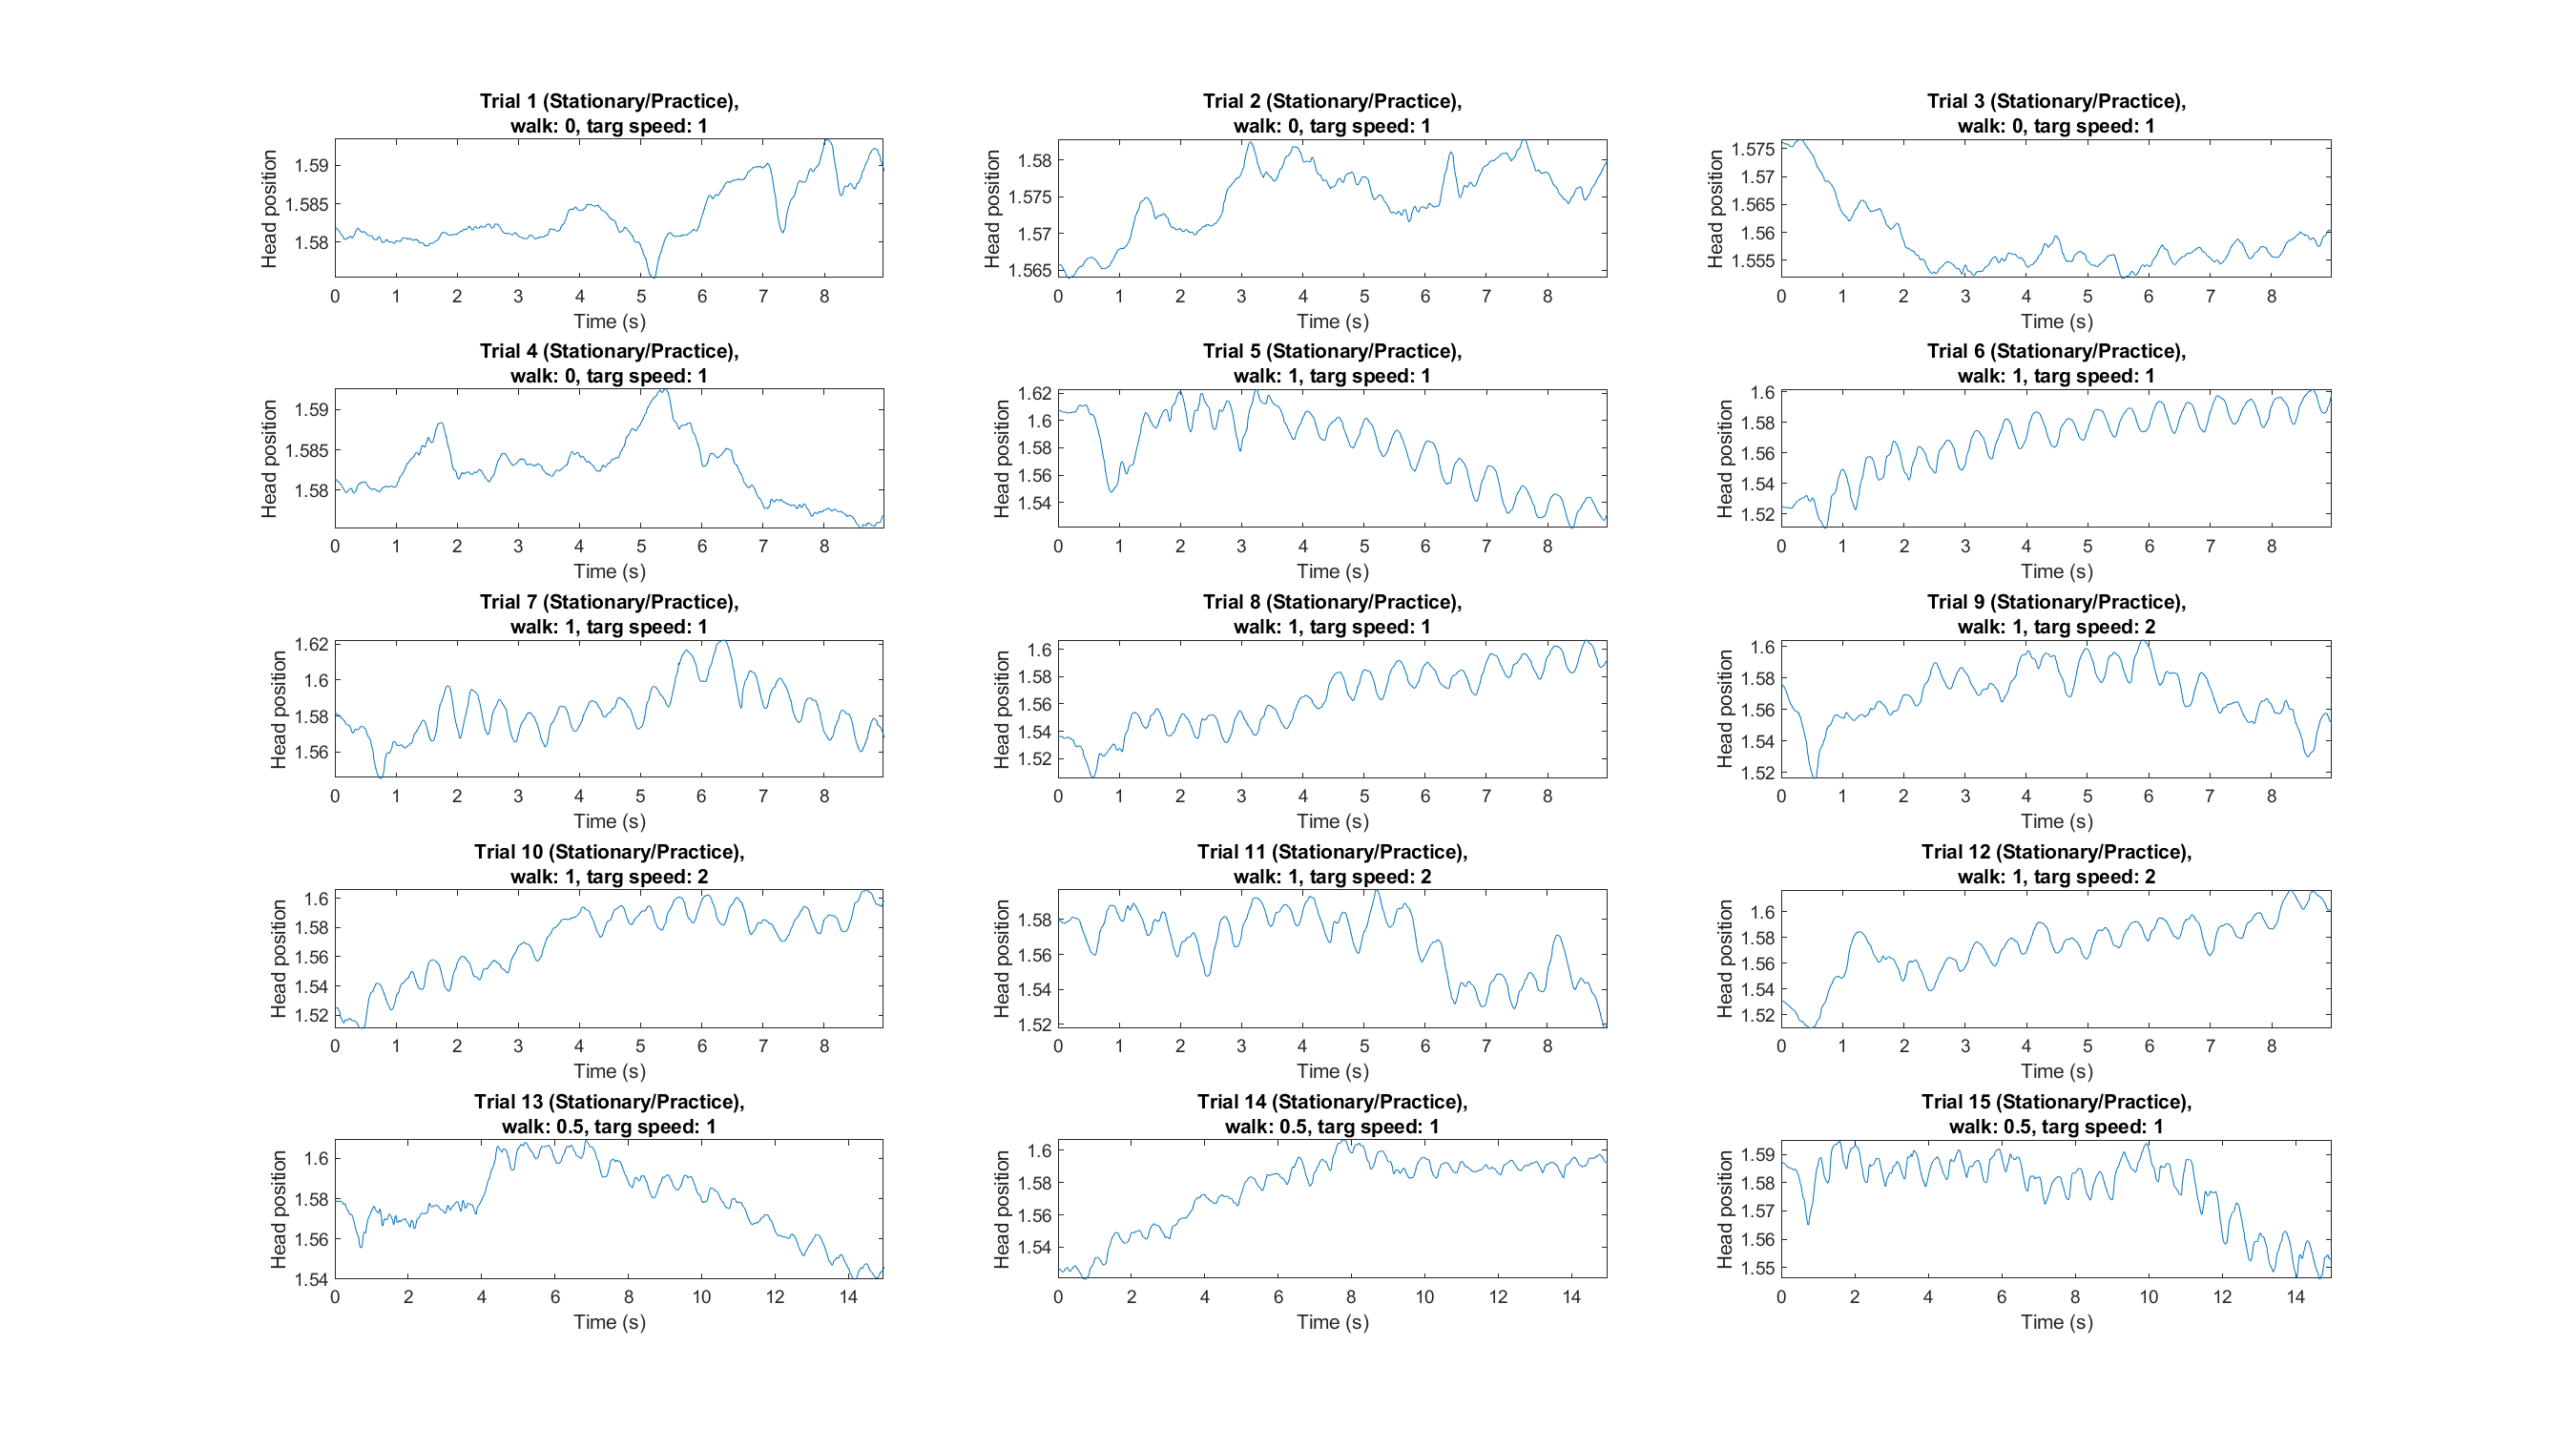 Trial 1 (Stationary/Practice),
walk: 0, targ speed: 1
Head position
1.59
1.585
1.58
0 1 2 3 4 5 6 7 8
Time (s)
Trial 2 (Stationary/Practice),
walk: 0, targ speed: 1
Head position
1.58
1.575
1.57
1.565
0 1 2 3 4 5 6 7 8
Time (s)
Trial 3 (Stationary/Practice),
walk: 0, targ speed: 1
Head position
1.575
1.57
1.565
1.56
1.555
0 1 2 3 4 5 6 7 8
Time (s)
Trial 4 (Stationary/Practice),
walk: 0, targ speed: 1
Head position
1.59
1.585
1.58
0 1 2 3 4 5 6 7 8
Time (s)
Trial 5 (Stationary/Practice),
walk: 1, targ speed: 1
Head position
1.62
1.6
1.58
1.56
1.54
0 1 2 3 4 5 6 7 8
Time (s)
Trial 6 (Stationary/Practice),
walk: 1, targ speed: 1
Head position
1.6
1.58
1.56
1.54
1.52
0 1 2 3 4 5 6 7 8
Time (s)
Trial 7 (Stationary/Practice),
walk: 1, targ speed: 1
Head position
1.62
1.6
1.58
1.56
0 1 2 3 4 5 6 7 8
Time (s)
Trial 8 (Stationary/Practice),
walk: 1, targ speed: 1
Head position
1.6
1.58
1.56
1.54
1.52
0 1 2 3 4 5 6 7 8
Time (s)
Trial 9 (Stationary/Practice),
walk: 1, targ speed: 2
Head position
1.6
1.58
1.56
1.54
1.52
0 1 2 3 4 5 6 7 8
Time (s)
Trial 10 (Stationary/Practice),
walk: 1, targ speed: 2
Head position
1.6
1.58
1.56
1.54
1.52
0 1 2 3 4 5 6 7 8
Time (s)
Trial 11 (Stationary/Practice),
walk: 1, targ speed: 2
Head position
1.58
1.56
1.54
1.52
0 1 2 3 4 5 6 7 8
Time (s)
Trial 12 (Stationary/Practice),
walk: 1, targ speed: 2
Head position
1.6
1.58
1.56
1.54
1.52
0 1 2 3 4 5 6 7 8
Time (s)
Trial 13 (Stationary/Practice),
walk: 0.5, targ speed: 1
Head position
1.6
1.58
1.56
1.54
0 2 4 6 8 10 12 14
Time (s)
Trial 14 (Stationary/Practice),
walk: 0.5, targ speed: 1
Head position
1.6
1.58
1.56
1.54
0 2 4 6 8 10 12 14
Time (s)
Trial 15 (Stationary/Practice),
walk: 0.5, targ speed: 1
Head position
1.59
1.58
1.57
1.56
1.55
0 2 4 6 8 10 12 14
Time (s)